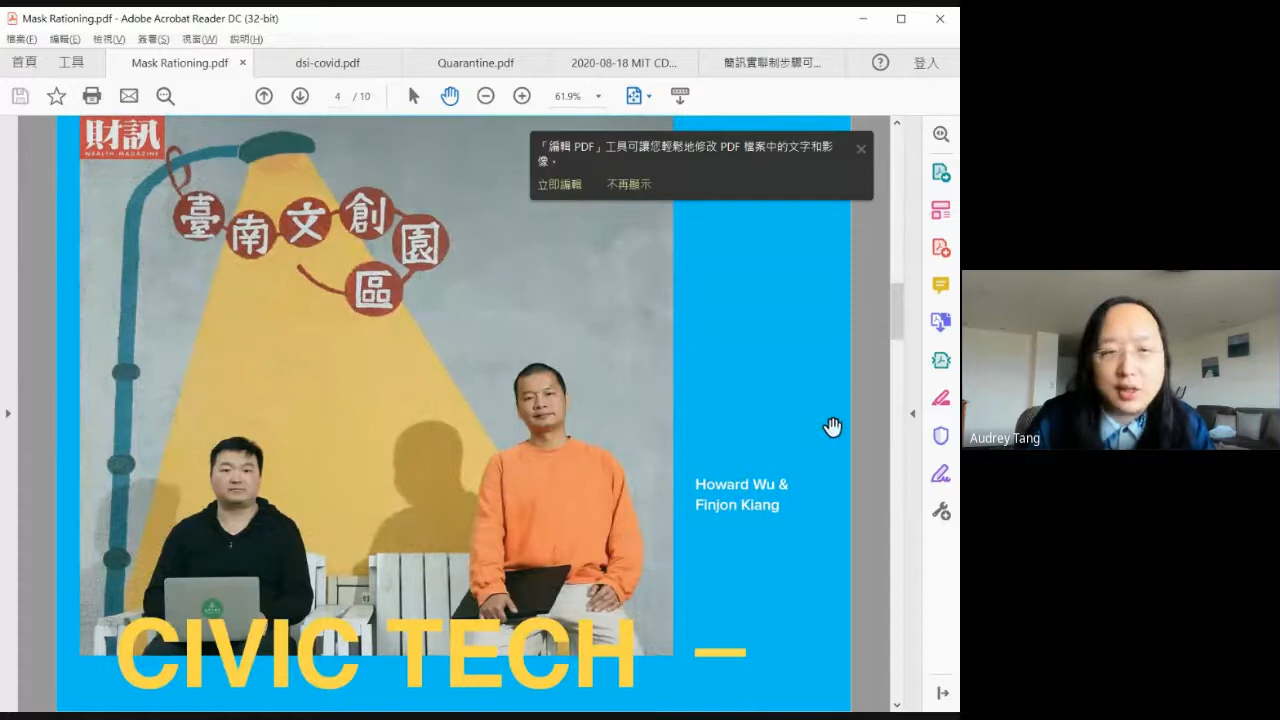 Mask Rationing.pdf - Adobe Acrobat Reader DC (32-bit)
檔案(F) 編輯(E) 檢視(V) 簽署(S) 視窗(W) 說明(H)
首頁 工具 Mask Rationing.pdf dsi-covid.pdf Quarantine.pdf 2020-08-18 MIT CD... 簡訊實聯制步驟可... 登入
4 / 10 61.9%
財訊
WEALTH MAGAZINE
「編輯 PDF」工具可讓您輕鬆地修改 PDF 檔案中的文字和影
像。
立即編輯 不再顯示
臺南文創園區
Howard Wu &
Finjon Kiang
CIVIC TECH —
Audrey Tang